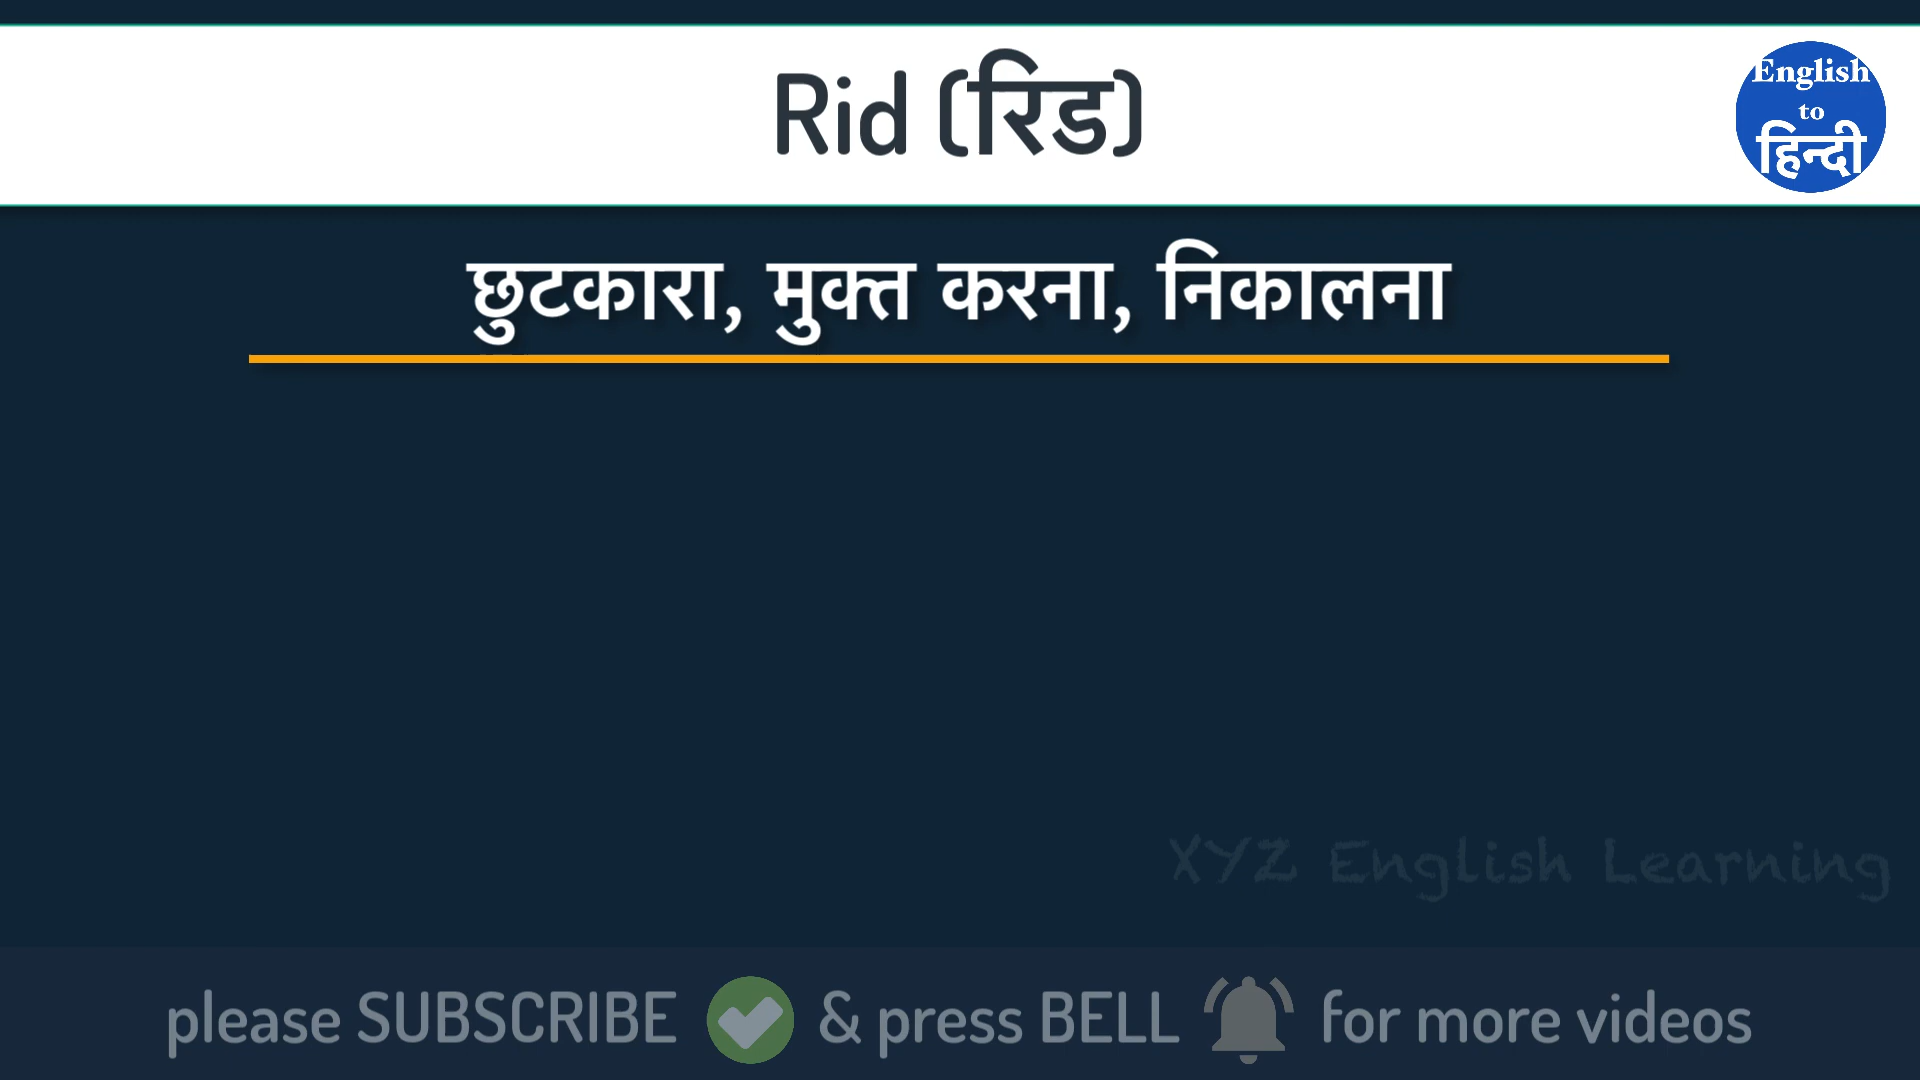 Rid (रिड)
English
to
हिन्दी
छुटकारा, मुक्त करना, निकालना
XYZ English Learning
please SUBSCRIBE & press BELL for more videos